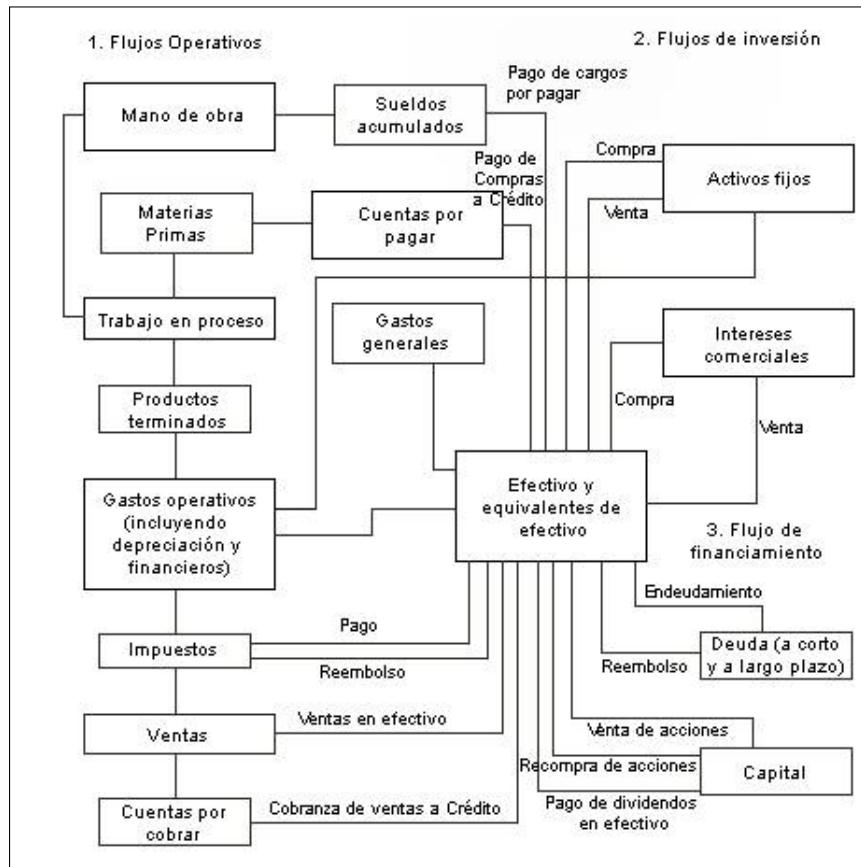 1. Flujos Operativos
2. Flujos de inversión
Pago de cargos
por pagar
Mano de obra
Sueldos
acumulados
Compra
Activos fijos
Pago de
Compras
a Crédito
Venta
Materias
Primas
Cuentas por
pagar
Trabajo en proceso
Gastos
generales
Intereses
comerciales
Compra
Venta
Productos
terminados
Gastos operativos
(incluyendo
depreciación y
financieros)
Efectivo y
equivalentes de
efectivo
3. Flujo de
financiamiento
Endeudamiento
Impuestos
Pago
Reembolso
Reembolso
Deuda (a corto
y a largo plazo)
Ventas
Ventas en efectivo
Venta de acciones
Recompra de acciones
Capital
Cuentas por
cobrar
Cobranza de ventas a Crédito
Pago de dividendos
en efectivo